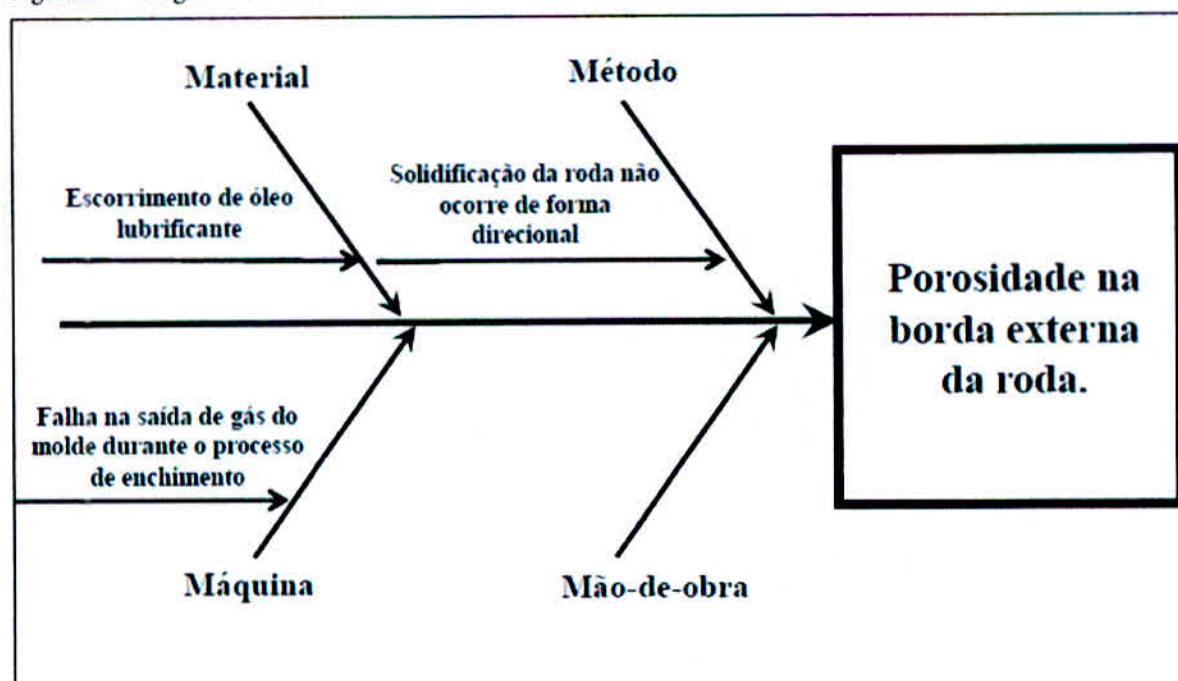 Material
Método
Escorrimento de óleo
lubrificante
Solidificação da roda não
ocorre de forma
direcional
Porosidade na
borda externa
da roda.
Falha na saída de gás do
molde durante o processo
de enchimento
Máquina
Mão-de-obra